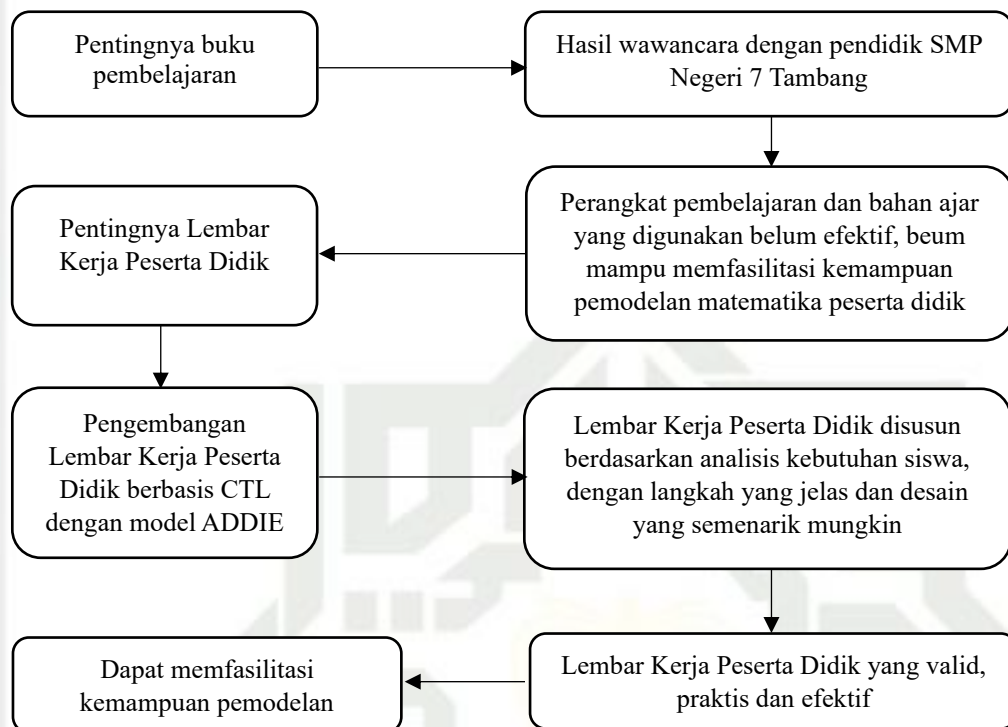 Pentingnya buku
pembelajaran
Hasil wawancara dengan pendidik SMP
Negeri 7 Tambang
Perangkat pembelajaran dan bahan ajar
yang digunakan belum efektif, beum
mampu memfasilitasi kemampuan
pemodelan matematika peserta didik
Pentingnya Lembar
Kerja Peserta Didik
Pengembangan
Lembar Kerja Peserta
Didik berbasis CTL
dengan model ADDIE
Lembar Kerja Peserta Didik disusun
berdasarkan analisis kebutuhan siswa,
dengan langkah yang jelas dan desain
yang semenarik mungkin
Lembar Kerja Peserta Didik yang valid,
praktis dan efektif
Dapat memfasilitasi
kemampuan pemodelan